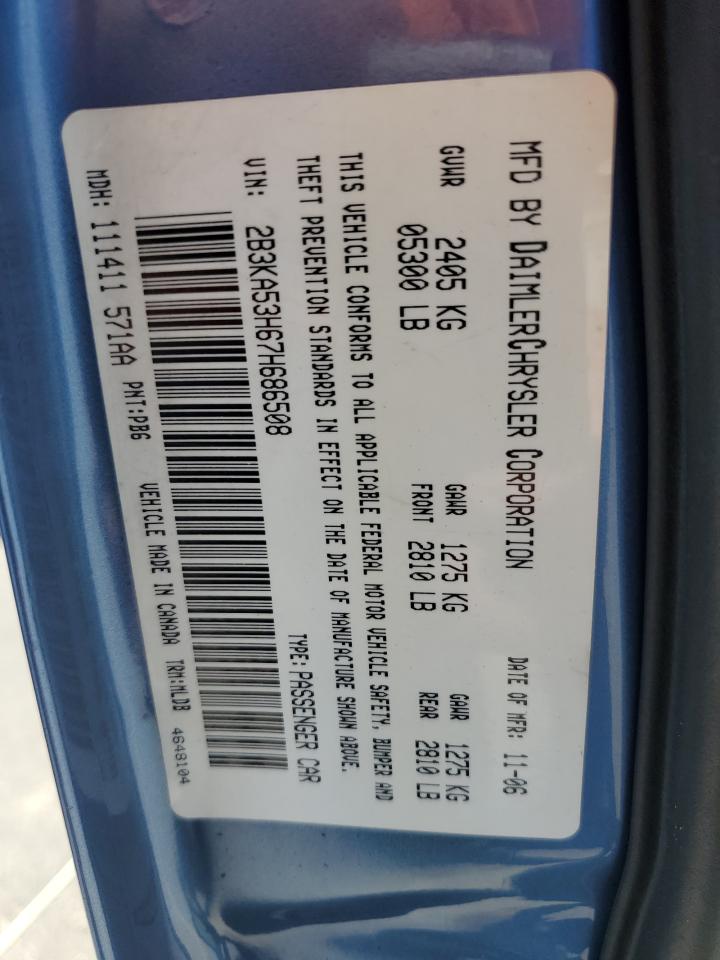 MFD BY DAIMLERCHRYSLER CORPORATION DATE OF MFR: 11-06
GVWR 2405 KG GAWR 1275 KG GAWR 1275 KG
05300 LB FRONT 2810 LB REAR 2810 LB
THIS VEHICLE CONFORMS TO ALL APPLICABLE FEDERAL MOTOR VEHICLE SAFETY, BUMPER AND
THEFT PREVENTION STANDARDS IN EFFECT ON THE DATE OF MANUFACTURE SHOWN ABOVE.
VIN: 2B3KA53H67H686508 TYPE: PASSENGER CAR
MDH: 111411 571AA PNT:PB6 VEHICLE MADE IN CANADA TRM:MLDB 4648104